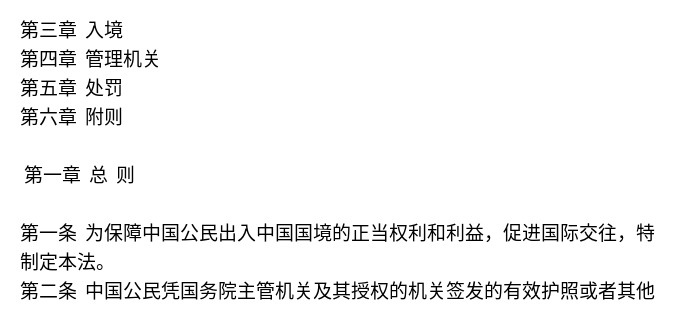 第三章 入境
第四章 管理机关
第五章 处罚
第六章 附则
第一章 总 则
第一条 为保障中国公民出入中国国境的正当权利和利益，促进国际交往，特
制定本法。
第二条 中国公民凭国务院主管机关及其授权的机关签发的有效护照或者其他